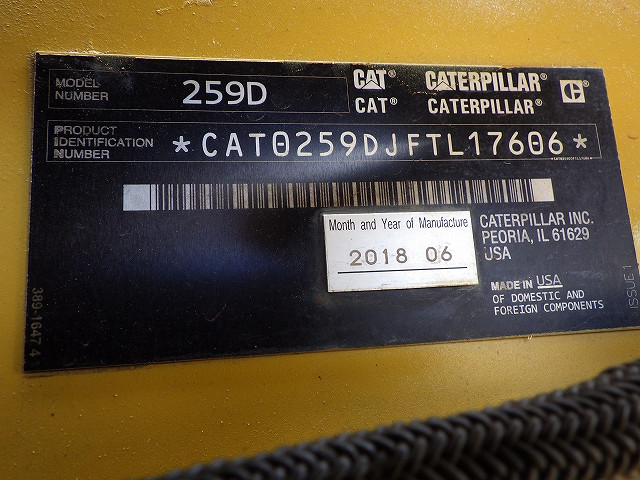 MODEL
NUMBER
259D
CAT® CATERPILLAR®
CAT® CATERPILLAR®
PRODUCT
IDENTIFICATION
NUMBER
*CAT0259DJFTL17606*
Month and Year of Manufacture
2018 06
CATERPILLAR INC.
PEORIA, IL 61629
USA
MADE IN USA
OF DOMESTIC AND
FOREIGN COMPONENTS
389-1647 4
ISSUE 1